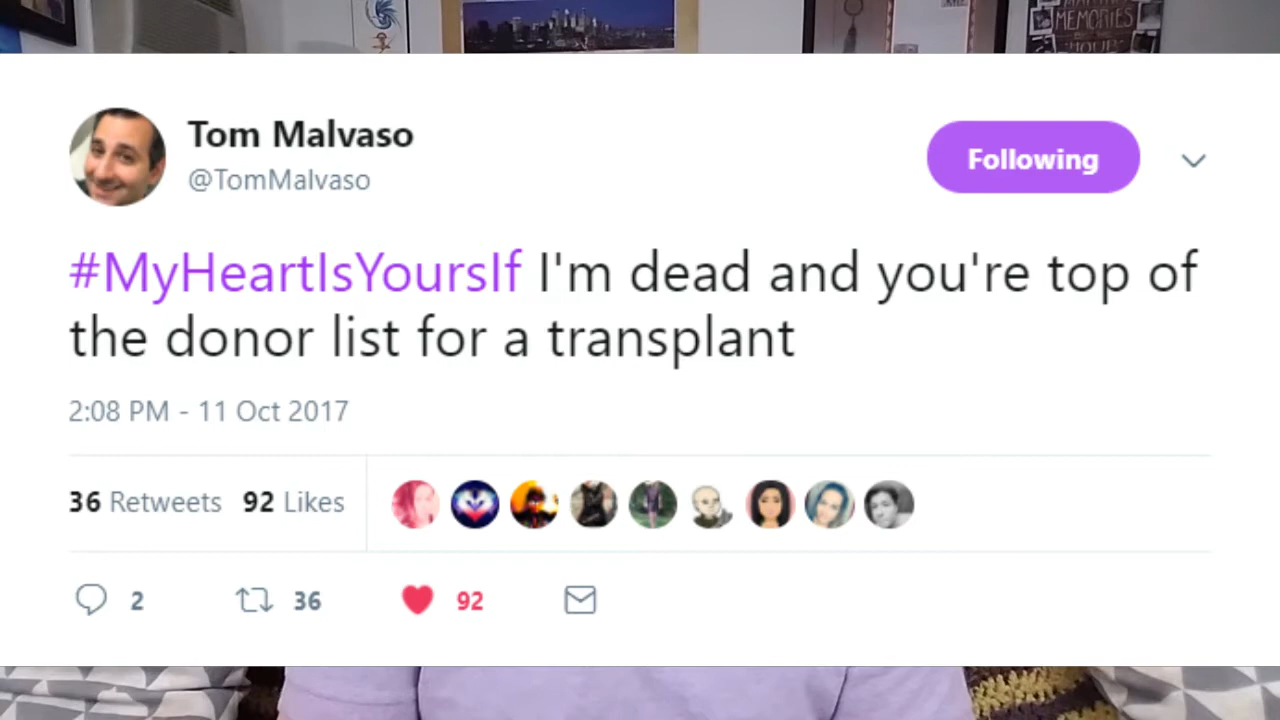 MEMORIES
HOUR
Tom Malvaso
@TomMalvaso
Following
#MyHeartIsYoursIf I'm dead and you're top of
the donor list for a transplant
2:08 PM - 11 Oct 2017
36 Retweets 92 Likes
2 36 92